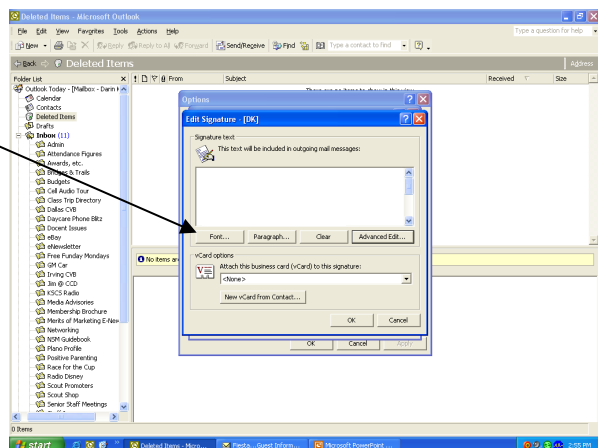 Deleted Items - Microsoft Outlook
File Edit View Favorites Tools Actions Help
Type a question for help
New Reply Reply to All Forward Send/Receive Find Type a contact to find
Back Deleted Items
Address
Folder List
From Subject Received Size
Outlook Today - [Mailbox - Darin
Calendar
Contacts
Deleted Items
Drafts
Inbox (11)
Admin
Attendance Figures
Awards, etc.
Bridges & Trails
Budgets
Cell Audio Tour
Class Trip Directory
Dallas CVB
Daycare Phone Blitz
Docent Issues
eBay
eNewsletter
Free Funday Mondays
GM Car
Irving CVB
Jim @ CCD
KSCS Radio
Media Advisories
Membership Brochure
Merits of Marketing E-New
Networking
NSM Guidebook
Plano Profile
Positive Parenting
Race for the Cup
Radio Disney
Scout Promoters
Scout Shop
Senior Staff Meetings
No items
Options
Edit Signature - [DK]
Signature text
This text will be included in outgoing mail messages:
Font... Paragraph... Clear Advanced Edit...
vCard options
Attach this business card (vCard) to this signature:
<None>
New vCard from Contact...
OK Cancel
OK Cancel Apply
0 Items
start
Deleted Items - Micro...
Fiesta...Guest Inform...
Microsoft PowerPoint ...
2:55 PM